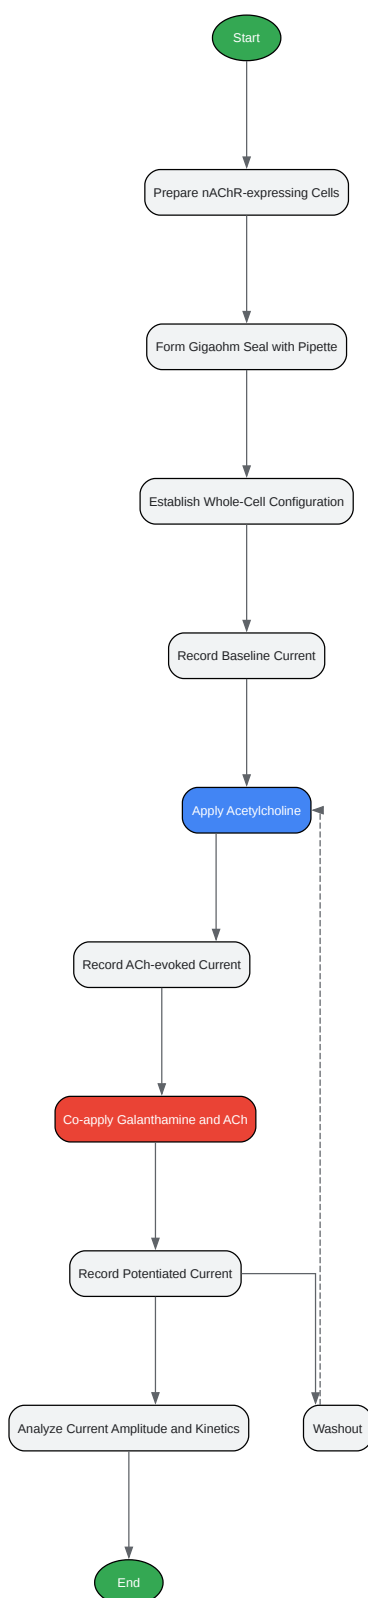 Start
Prepare nAChR-expressing Cells
Form Gigaohm Seal with Pipette
Establish Whole-Cell Configuration
Record Baseline Current
Apply Acetylcholine
Record ACh-evoked Current
Co-apply Galanthamine and ACh
Record Potentiated Current
Analyze Current Amplitude and Kinetics
Washout
End